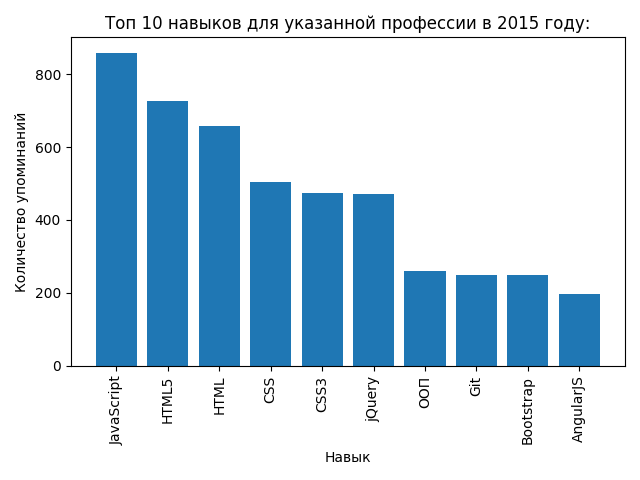 Топ 10 навыков для указанной профессии в 2015 году:
Количество упоминаний
800
600
400
200
0
JavaScript
HTML5
HTML
CSS
CSS3
jQuery
ООП
Git
Bootstrap
AngularJS
Навык